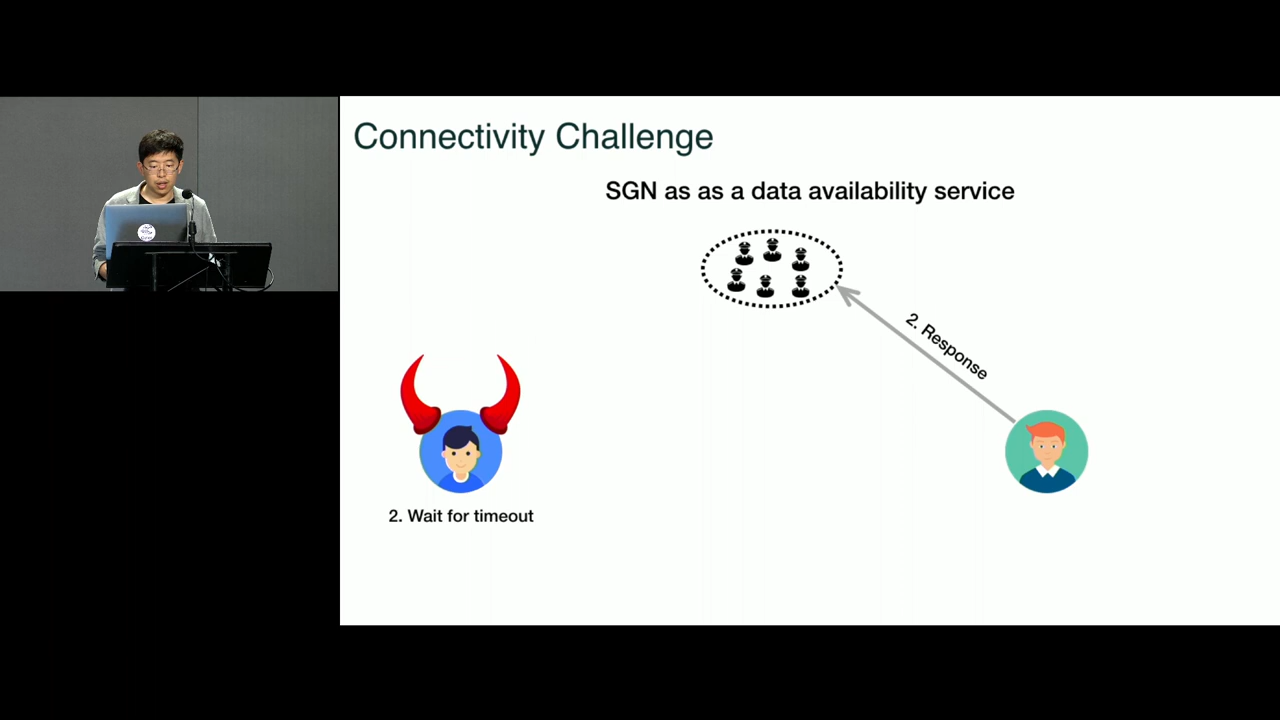 Connectivity Challenge
SGN as as a data availability service
2. Response
2. Wait for timeout